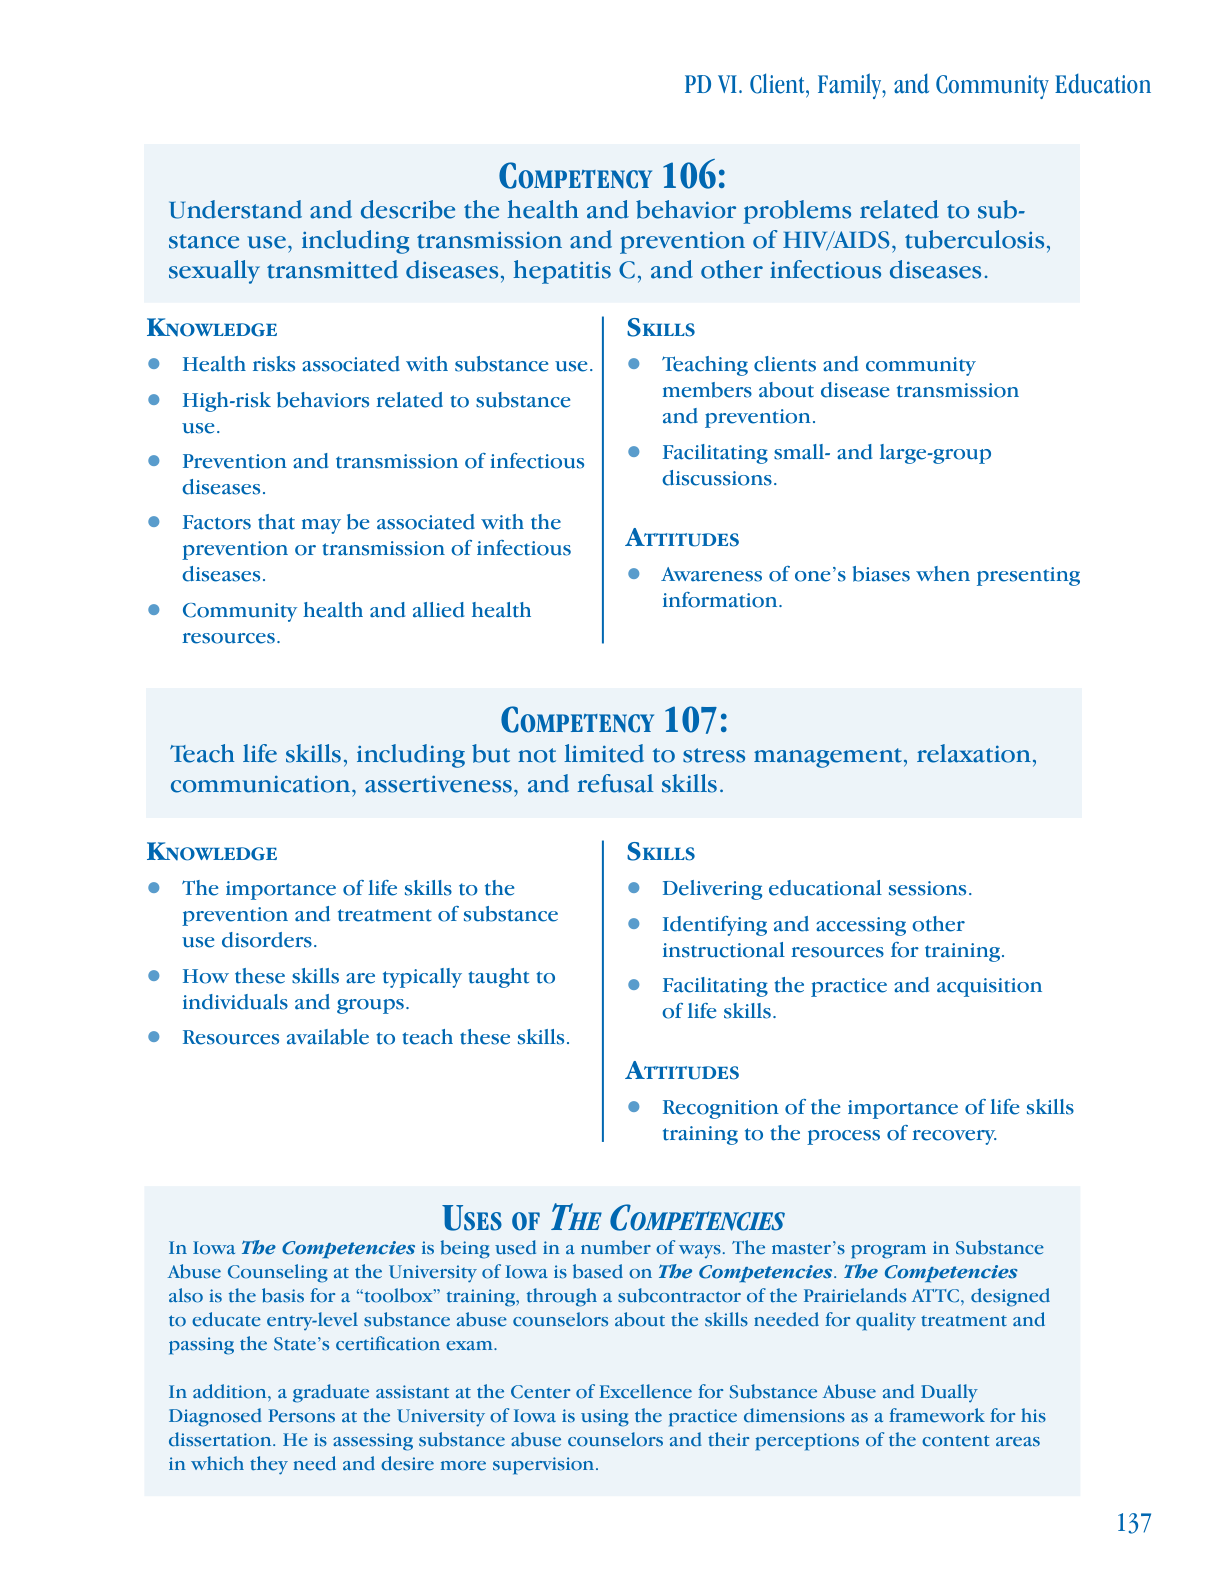 PD VI. Client, Family, and Community Education
COMPETENCY 106:
Understand and describe the health and behavior problems related to sub-
stance use, including transmission and prevention of HIV/AIDS, tuberculosis,
sexually transmitted diseases, hepatitis C, and other infectious diseases.
KNOWLEDGE
● Health risks associated with substance use.
● High-risk behaviors related to substance
use.
● Prevention and transmission of infectious
diseases.
● Factors that may be associated with the
prevention or transmission of infectious
diseases.
● Community health and allied health
resources.
SKILLS
● Teaching clients and community
members about disease transmission
and prevention.
● Facilitating small- and large-group
discussions.
ATTITUDES
● Awareness of one’s biases when presenting
information.
COMPETENCY 107:
Teach life skills, including but not limited to stress management, relaxation,
communication, assertiveness, and refusal skills.
KNOWLEDGE
● The importance of life skills to the
prevention and treatment of substance
use disorders.
● How these skills are typically taught to
individuals and groups.
● Resources available to teach these skills.
SKILLS
● Delivering educational sessions.
● Identifying and accessing other
instructional resources for training.
● Facilitating the practice and acquisition
of life skills.
ATTITUDES
● Recognition of the importance of life skills
training to the process of recovery.
USES OF THE COMPETENCIES
In Iowa The Competencies is being used in a number of ways. The master’s program in Substance
Abuse Counseling at the University of Iowa is based on The Competencies. The Competencies
also is the basis for a “toolbox” training, through a subcontractor of the Prairielands ATTC, designed
to educate entry-level substance abuse counselors about the skills needed for quality treatment and
passing the State’s certification exam.
In addition, a graduate assistant at the Center of Excellence for Substance Abuse and Dually
Diagnosed Persons at the University of Iowa is using the practice dimensions as a framework for his
dissertation. He is assessing substance abuse counselors and their perceptions of the content areas
in which they need and desire more supervision.
137